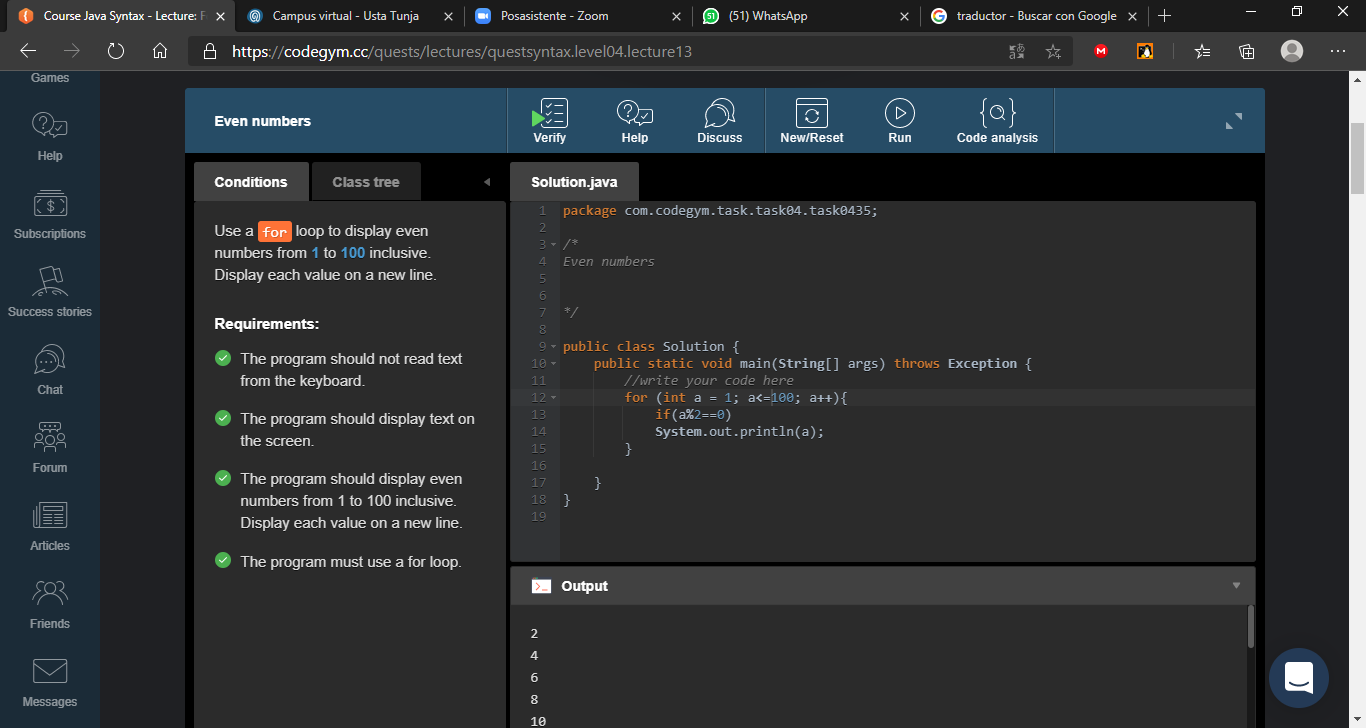 Course Java Syntax - Lecture: F
Campus virtual - Usta Tunja
Posasistente - Zoom
(51) WhatsApp
traductor - Buscar con Google
https://codegym.cc/quests/lectures/questsyntax.level04.lecture13
Games
Help
Subscriptions
Success stories
Chat
Forum
Articles
Friends
Messages
Even numbers
Verify
Help
Discuss
New/Reset
Run
Code analysis
Conditions
Class tree
Use a for loop to display even
numbers from 1 to 100 inclusive.
Display each value on a new line.
Requirements:
The program should not read text
from the keyboard.
The program should display text on
the screen.
The program should display even
numbers from 1 to 100 inclusive.
Display each value on a new line.
The program must use a for loop.
Solution.java
1 package com.codegym.task.task04.task0435;
2
3 /*
4 Even numbers
5
6
7 */
8
9 public class Solution {
10 public static void main(String[] args) throws Exception {
11 //write your code here
12 for (int a = 1; a<=100; a++){
13 if(a%2==0)
14 System.out.println(a);
15 }
16
17 }
18 }
19
Output
2
4
6
8
10